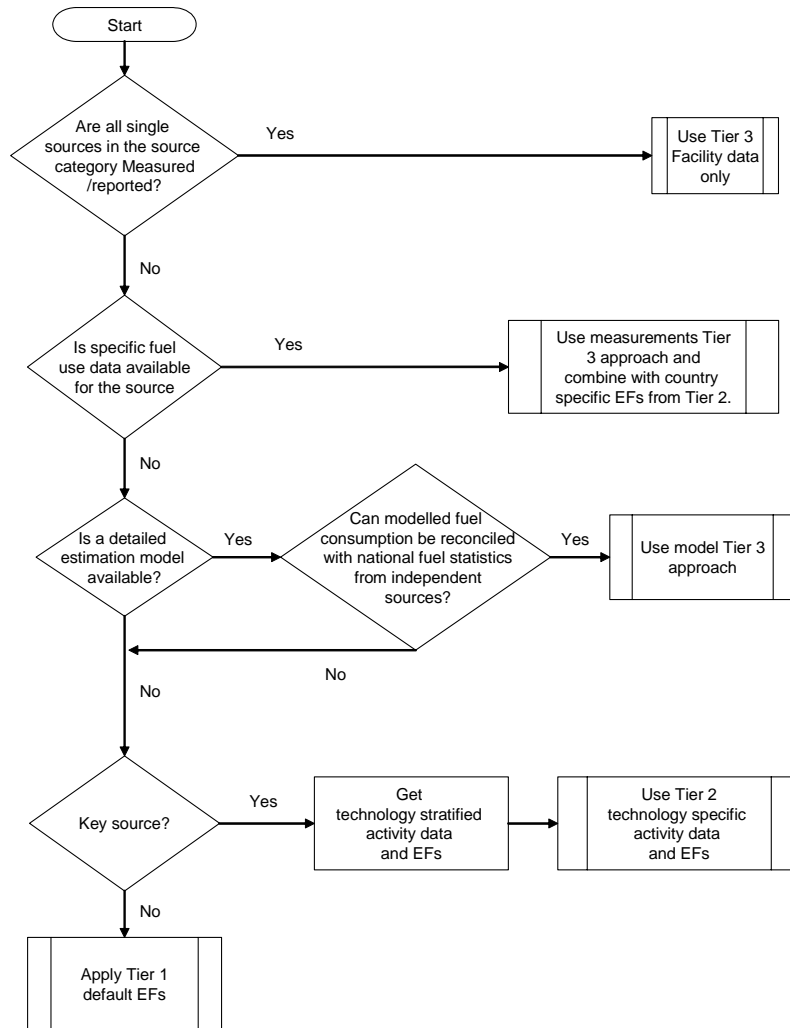 Start
Are all single
sources in the source
category Measured
/reported?
Yes
Use Tier 3
Facility data
only
No
Is specific fuel
use data available
for the source
Yes
Use measurements Tier
3 approach and
combine with country
specific EFs from Tier 2.
No
Is a detailed
estimation model
available?
Yes
Can modelled fuel
consumption be reconciled
with national fuel statistics
from independent
sources?
Yes
Use model Tier 3
approach
No
No
Key source?
Yes
Get
technology stratified
activity data
and EFs
Use Tier 2
technology specific
activity data
and EFs
No
Apply Tier 1
default EFs